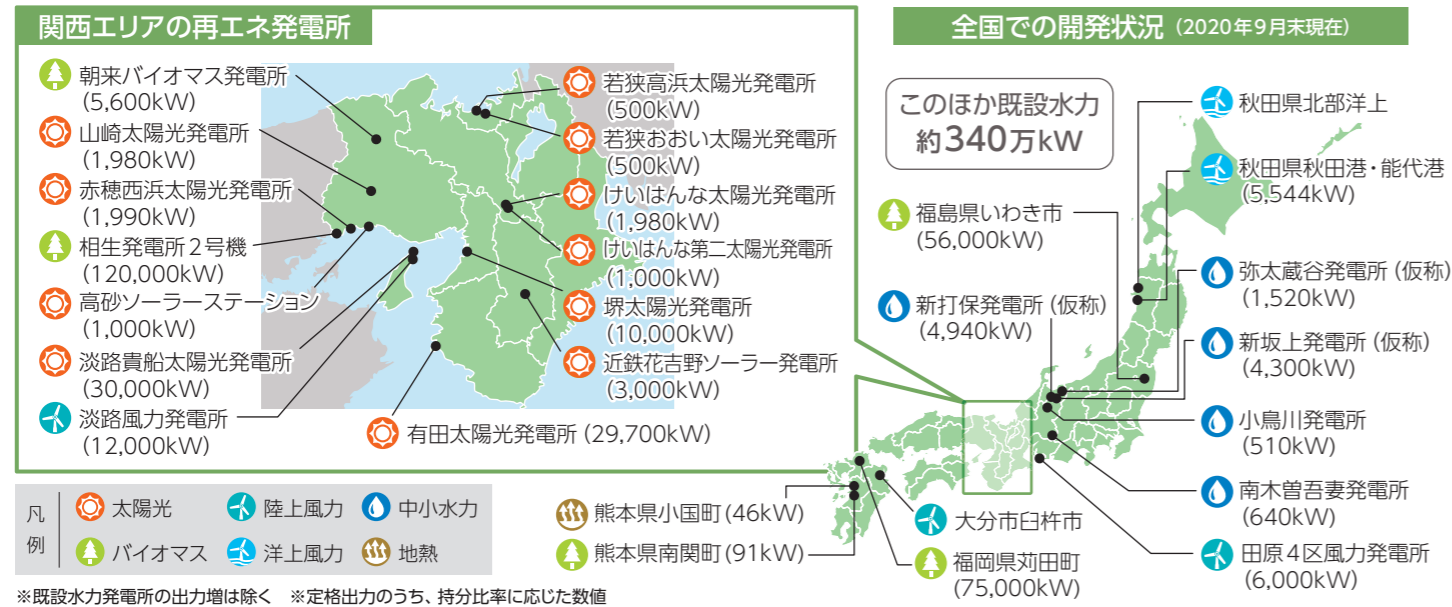 関西エリアの再エネ発電所
朝来バイオマス発電所
(5,600kW)
山崎太陽光発電所
(1,980kW)
赤穂西浜太陽光発電所
(1,990kW)
相生発電所2号機
(120,000kW)
高砂ソーラーステーション
(1,000kW)
淡路貴船太陽光発電所
(30,000kW)
淡路風力発電所
(12,000kW)
若狭高浜太陽光発電所
(500kW)
若狭おおい太陽光発電所
(500kW)
けいはんな太陽光発電所
(1,980kW)
けいはんな第二太陽光発電所
(1,000kW)
堺太陽光発電所
(10,000kW)
近鉄花吉野ソーラー発電所
(3,000kW)
有田太陽光発電所(29,700kW)
全国での開発状況(2020年9月末現在)
このほか既設水力
約340万kW
秋田県北部洋上
秋田県秋田港・能代港
(5,544kW)
福島県いわき市
(56,000kW)
弥太蔵谷発電所(仮称)
(1,520kW)
新打保発電所(仮称)
(4,940kW)
新坂上発電所(仮称)
(4,300kW)
小鳥川発電所
(510kW)
南木曽吾妻発電所
(640kW)
田原4区風力発電所
(6,000kW)
熊本県小国町(46kW)
熊本県南関町(91kW)
大分市臼杵市
福岡県苅田町
(75,000kW)
凡例
太陽光 陸上風力 中小水力
バイオマス 洋上風力 地熱
※既設水力発電所の出力増は除く ※定格出力のうち、持分比率に応じた数値